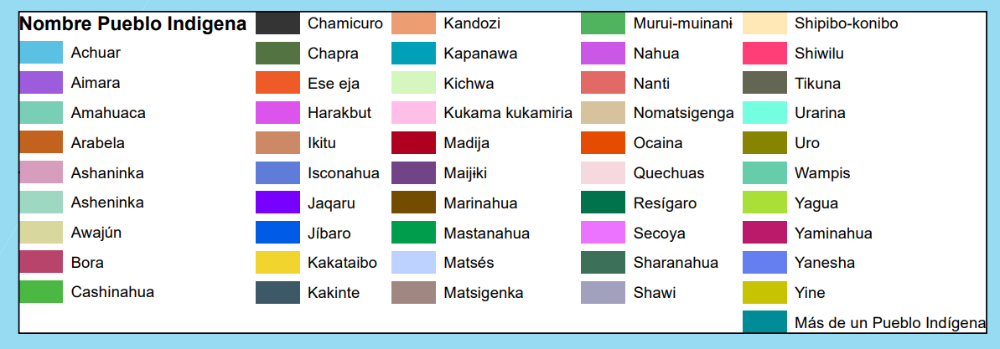 Nombre Pueblo Indigena
Achuar
Aimara
Amahuaca
Arabela
Ashaninka
Asheninka
Awajún
Bora
Cashinahua
Chamicuro
Chapra
Ese eja
Harakbut
Ikitu
Isconahua
Jaqaru
Jíbaro
Kakataibo
Kakinte
Kandozi
Kapanawa
Kichwa
Kukama kukamiria
Madija
Maijɨki
Marinahua
Mastanahua
Matsés
Matsigenka
Murui-muinanɨ
Nahua
Nanti
Nomatsigenga
Ocaina
Quechuas
Resígaro
Secoya
Sharanahua
Shawi
Shipibo-konibo
Shiwilu
Tikuna
Urarina
Uro
Wampis
Yagua
Yaminahua
Yanesha
Yine
Más de un Pueblo Indígena